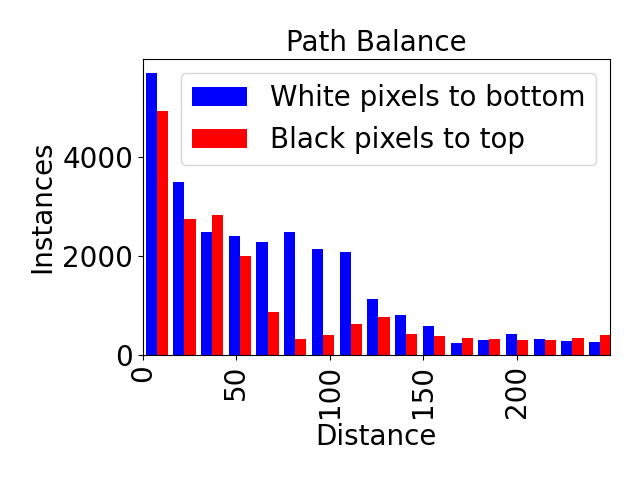 Path Balance
White pixels to bottom
Black pixels to top
Instances
4000
2000
0
0
50
100
150
200
Distance